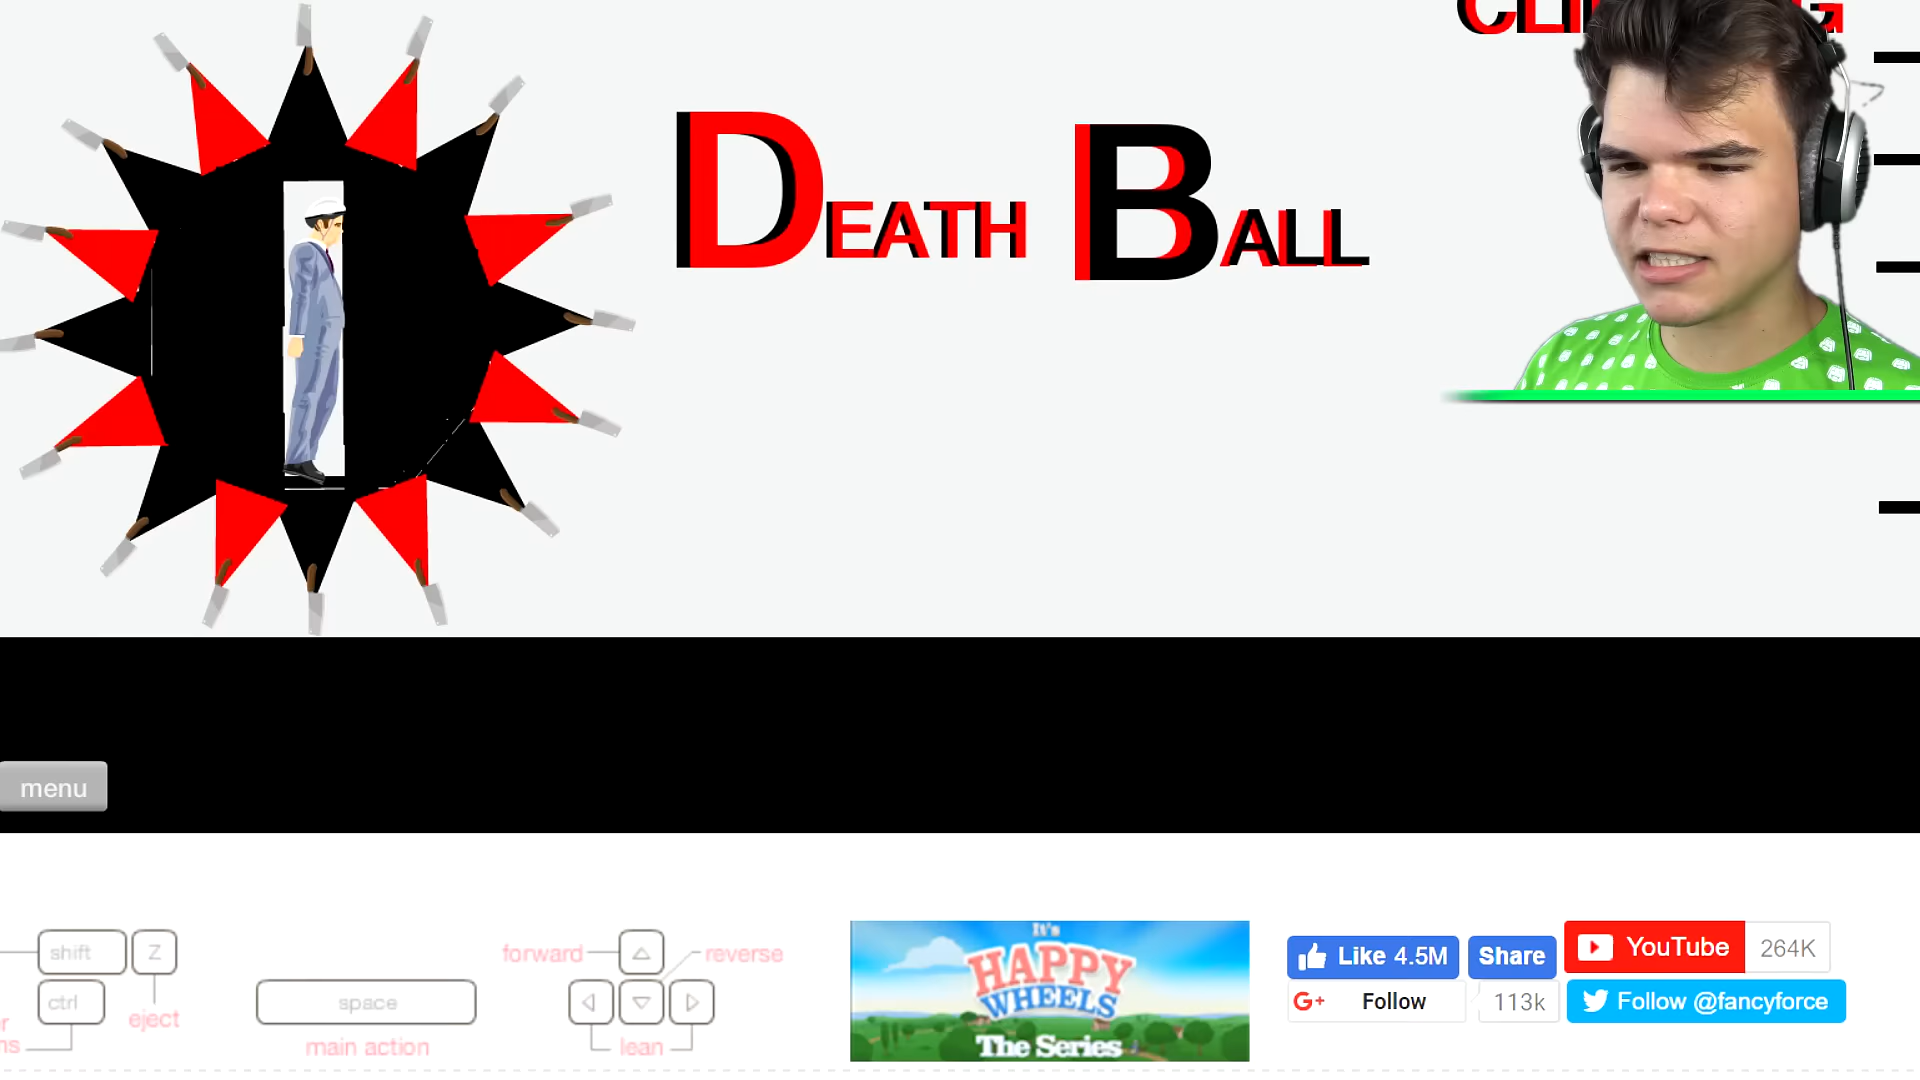 DEATH BALL
menu
shift
Z
ctrl
eject
space
main action
forward
reverse
lean
It's
HAPPY
WHEELS
The Series
Like 4.5M
Share
YouTube
264K
G+ Follow
113k
Follow @fancyforce